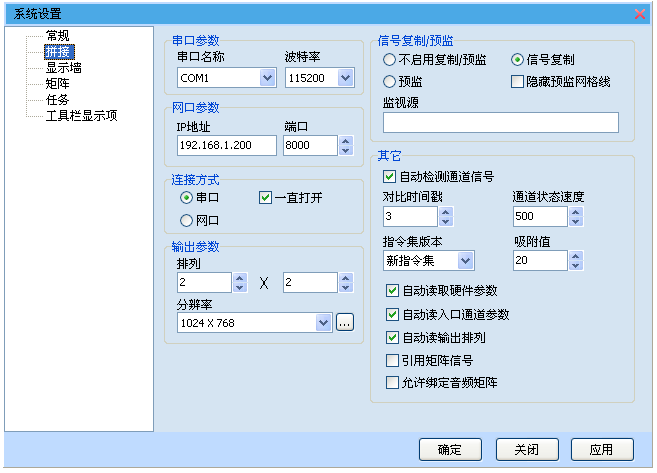 系统设置
常规
拼接
显示墙
矩阵
任务
工具栏显示项
串口参数
串口名称 波特率
COM1 115200
网口参数
IP地址 端口
192.168.1.200 8000
连接方式
串口 一直打开
网口
输出参数
排列
2 X 2
分辨率
1024 X 768 ...
信号复制/预监
不启用复制/预监 信号复制
预监 隐藏预监网格线
监视源
其它
自动检测通道信号
对比时间戳 通道状态速度
3 500
指令集版本 吸附值
新指令集 20
自动读取硬件参数
自动读入口通道参数
自动读输出排列
引用矩阵信号
允许绑定音频矩阵
确定 关闭 应用